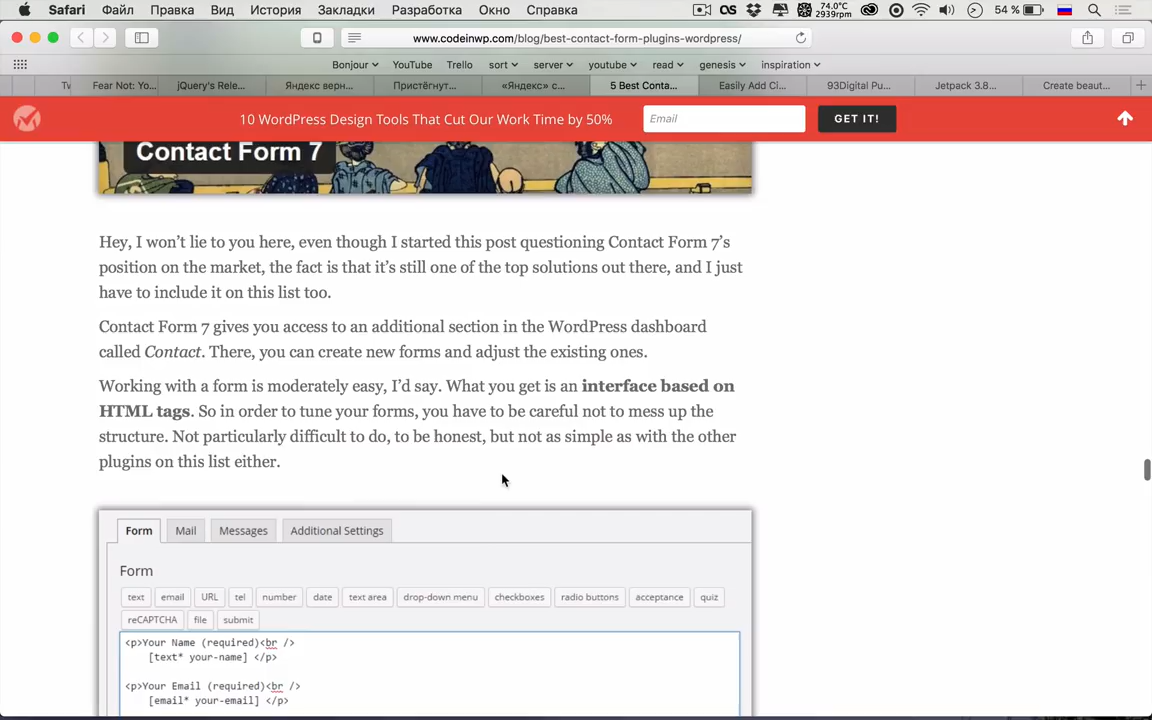 Safari Файл Правка Вид История Закладки Разработка Окно Справка 74.0°C 2939rpm 54 %
www.codeinwp.com/blog/best-contact-form-plugins-wordpress/
Bonjour YouTube Trello sort server youtube read genesis inspiration
Tv Fear Not: Yo... jQuery's Rele... Яндекс верн... Пристёгнут... «Яндекс» с... 5 Best Conta... Easily Add Ci... 93Digital Pu... Jetpack 3.8... Create beaut...
10 WordPress Design Tools That Cut Our Work Time by 50% Email GET IT!
Contact Form 7
Hey, I won’t lie to you here, even though I started this post questioning Contact Form 7’s
position on the market, the fact is that it’s still one of the top solutions out there, and I just
have to include it on this list too.
Contact Form 7 gives you access to an additional section in the WordPress dashboard
called Contact. There, you can create new forms and adjust the existing ones.
Working with a form is moderately easy, I’d say. What you get is an interface based on
HTML tags. So in order to tune your forms, you have to be careful not to mess up the
structure. Not particularly difficult to do, to be honest, but not as simple as with the other
plugins on this list either.
Form Mail Messages Additional Settings
Form
text email URL tel number date text area drop-down menu checkboxes radio buttons acceptance quiz
reCAPTCHA file submit
<p>Your Name (required)<br />
[text* your-name] </p>
<p>Your Email (required)<br />
[email* your-email] </p>